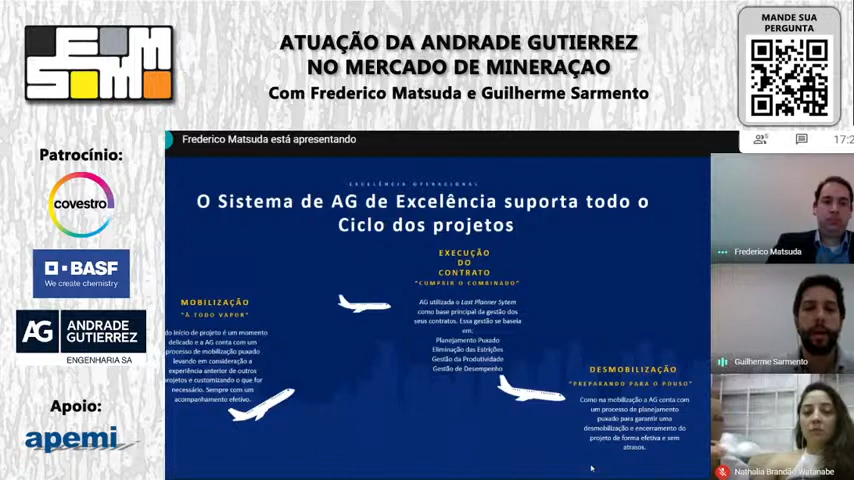 SEMM
ATUAÇÃO DA ANDRADE GUTIERREZ
NO MERCADO DE MINERAÇAO
Com Frederico Matsuda e Guilherme Sarmento
MANDE SUA
PERGUNTA
Patrocínio:
covestro
BASF
We create chemistry
AG
ANDRADE
GUTIERREZ
ENGENHARIA SA
Apoio:
apemi
Frederico Matsuda está apresentando
17:2
EXCELÊNCIA OPERACIONAL
O Sistema de AG de Excelência suporta todo o
Ciclo dos projetos
MOBILIZAÇÃO
"À TODO VAPOR"
do início de projeto é um momento
delicado e a AG conta com um
processo de mobilização puxado
levando em consideração a
experiência anterior de outros
projetos e customizando o que for
necessário. Sempre com um
acompanhamento efetivo.
EXECUÇÃO
DO
CONTRATO
"CUMPRIR O COMBINADO"
AG utilizada o Last Planner Sytem
como base principal da gestão dos
seus contratos. Essa gestão se baseia
em:
Planejamento Puxado
Eliminação das Estrições
Gestão da Produtividade
Gestão de Desempenho
DESMOBILIZAÇÃO
"PREPARANDO PARA O POUSO"
Como na mobilização a AG conta com
um processo de planejamento
puxado para garantir uma
desmobilização e encerramento do
projeto de forma efetiva e sem
atrasos.
Frederico Matsuda
Guilherme Sarmento
Nathalia Brandão Watanabe